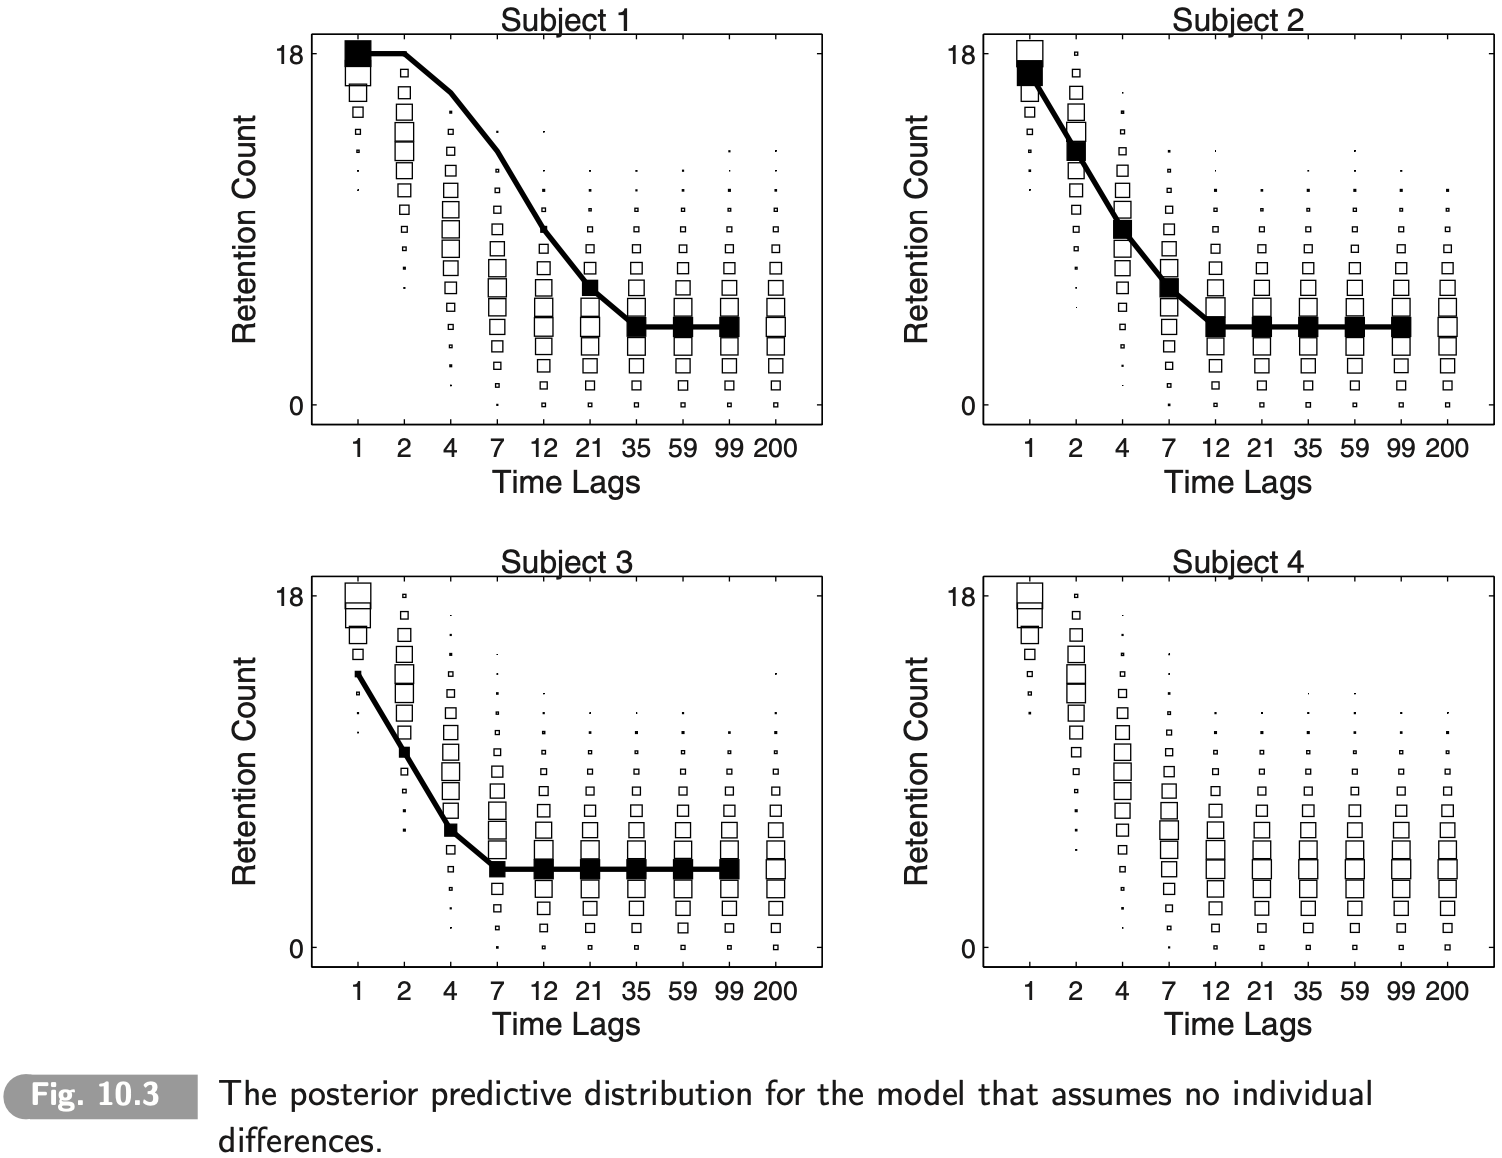 Subject 1
Retention Count
18
0
1 2 4 7 12 21 35 59 99 200
Time Lags
Subject 2
Retention Count
18
0
1 2 4 7 12 21 35 59 99 200
Time Lags
Subject 3
Retention Count
18
0
1 2 4 7 12 21 35 59 99 200
Time Lags
Subject 4
Retention Count
18
0
1 2 4 7 12 21 35 59 99 200
Time Lags
Fig. 10.3 The posterior predictive distribution for the model that assumes no individual
differences.